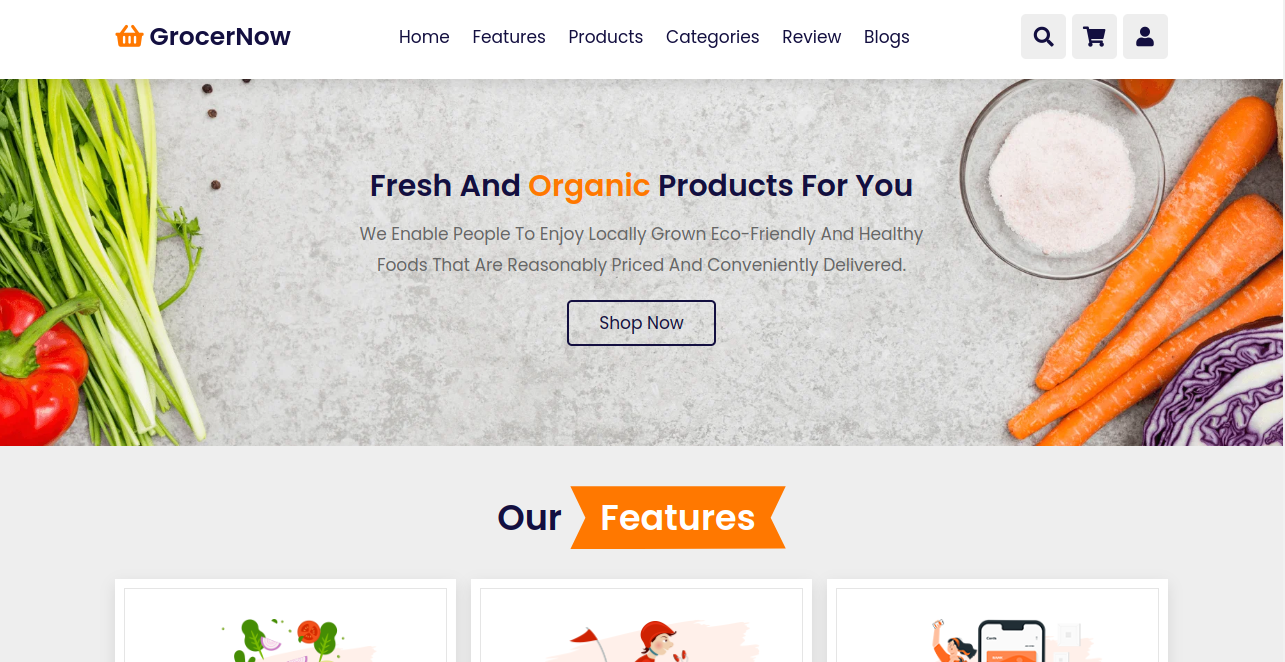 GrocerNow
Home Features Products Categories Review Blogs
Fresh And Organic Products For You
We Enable People To Enjoy Locally Grown Eco-Friendly And Healthy
Foods That Are Reasonably Priced And Conveniently Delivered.
Shop Now
Our Features